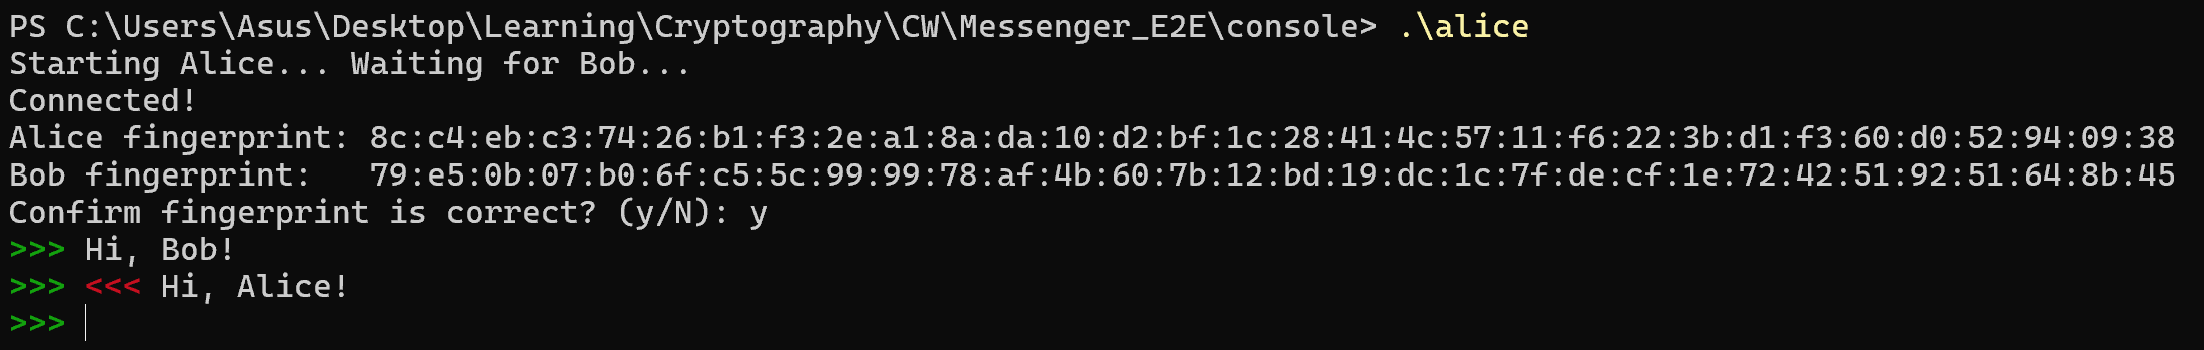 PS C:\Users\Asus\Desktop\Learning\Cryptography\CW\Messenger_E2E\console> .\alice
Starting Alice... Waiting for Bob...
Connected!
Alice fingerprint: 8c:c4:eb:c3:74:26:b1:f3:2e:a1:8a:da:10:d2:bf:1c:28:41:4c:57:11:f6:22:3b:d1:f3:60:d0:52:94:09:38
Bob fingerprint:   79:e5:0b:07:b0:6f:c5:5c:99:99:78:af:4b:60:7b:12:bd:19:dc:1c:7f:de:cf:1e:72:42:51:92:51:64:8b:45
Confirm fingerprint is correct? (y/N): y
>>> Hi, Bob!
>>> <<< Hi, Alice!
>>>